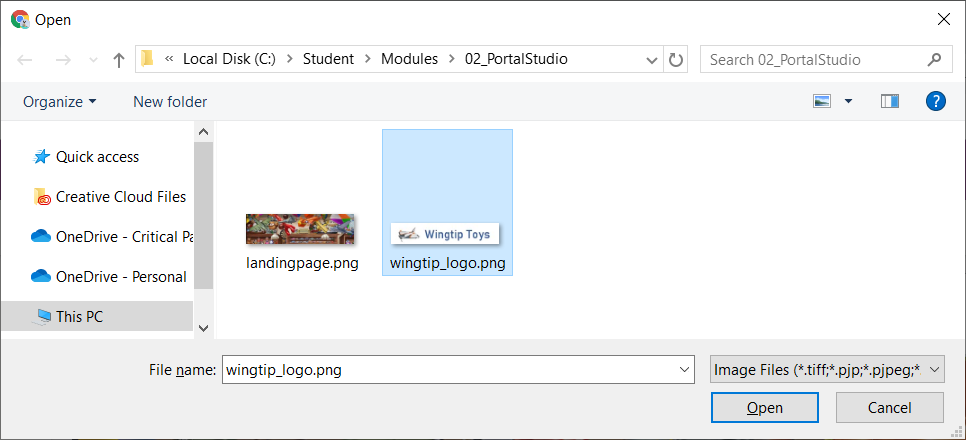 Open
« Local Disk (C:) > Student > Modules > 02_PortalStudio
Search 02_PortalStudio
Organize
New folder
?
Quick access
Creative Cloud Files
OneDrive - Critical Pa
OneDrive - Personal
This PC
Wingtip Toys
landingpage.png
wingtip_logo.png
File name:
wingtip_logo.png
Image Files (*.tiff;*.pjp;*.pjpeg;*.
Open
Cancel